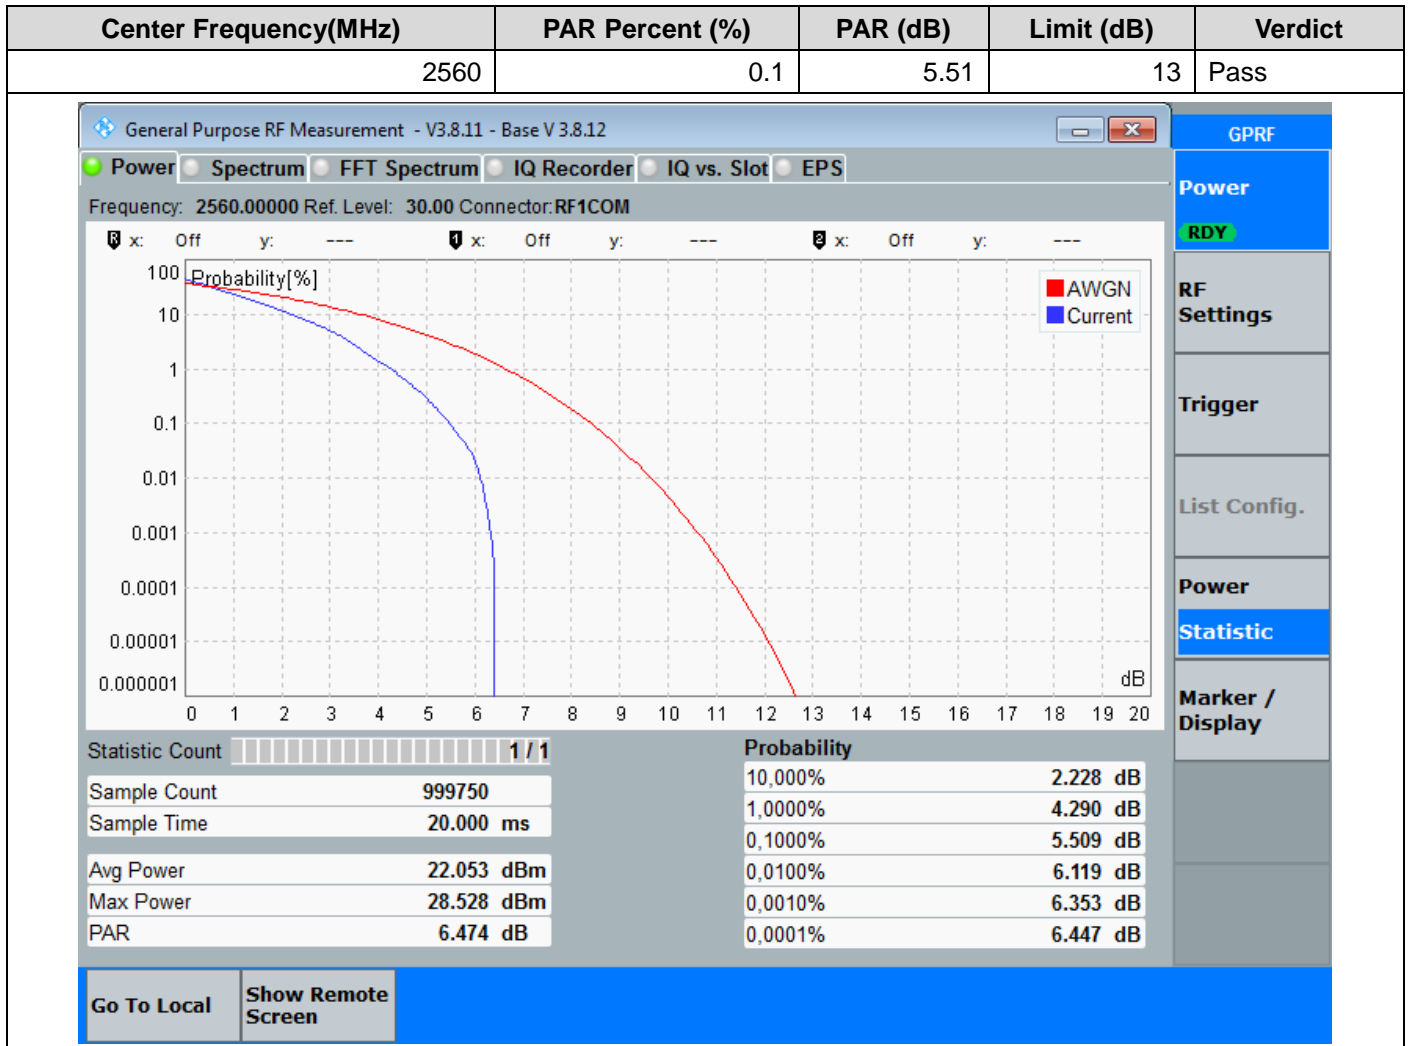 Center Frequency(MHz) PAR Percent (%) PAR (dB) Limit (dB) Verdict
2560 0.1 5.51 13 Pass
General Purpose RF Measurement - V3.8.11 - Base V 3.8.12
GPRF
Power Spectrum FFT Spectrum IQ Recorder IQ vs. Slot EPS
Power
RDY
Frequency: 2560.00000 Ref. Level: 30.00 Connector: RF1COM
R x: Off y: --- 1 x: Off y: --- 2 x: Off y: ---
Probability[%]
100
10
1
0.1
0.01
0.001
0.0001
0.00001
0.000001
AWGN
Current
dB
0 1 2 3 4 5 6 7 8 9 10 11 12 13 14 15 16 17 18 19 20
RF
Settings
Trigger
List Config.
Power
Statistic
Marker /
Display
Statistic Count 1 / 1
Sample Count 999750
Sample Time 20.000 ms
Avg Power 22.053 dBm
Max Power 28.528 dBm
PAR 6.474 dB
Probability
10,000% 2.228 dB
1,0000% 4.290 dB
0,1000% 5.509 dB
0,0100% 6.119 dB
0,0010% 6.353 dB
0,0001% 6.447 dB
Go To Local
Show Remote
Screen